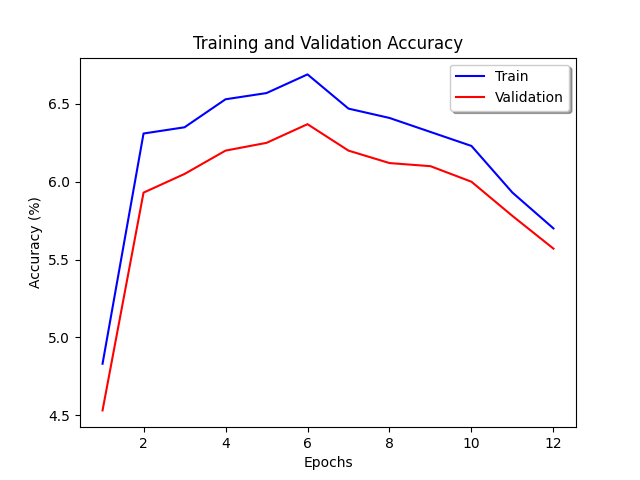 Training and Validation Accuracy
Train
Validation
Accuracy (%)
6.5
6.0
5.5
5.0
4.5
2 4 6 8 10 12
Epochs